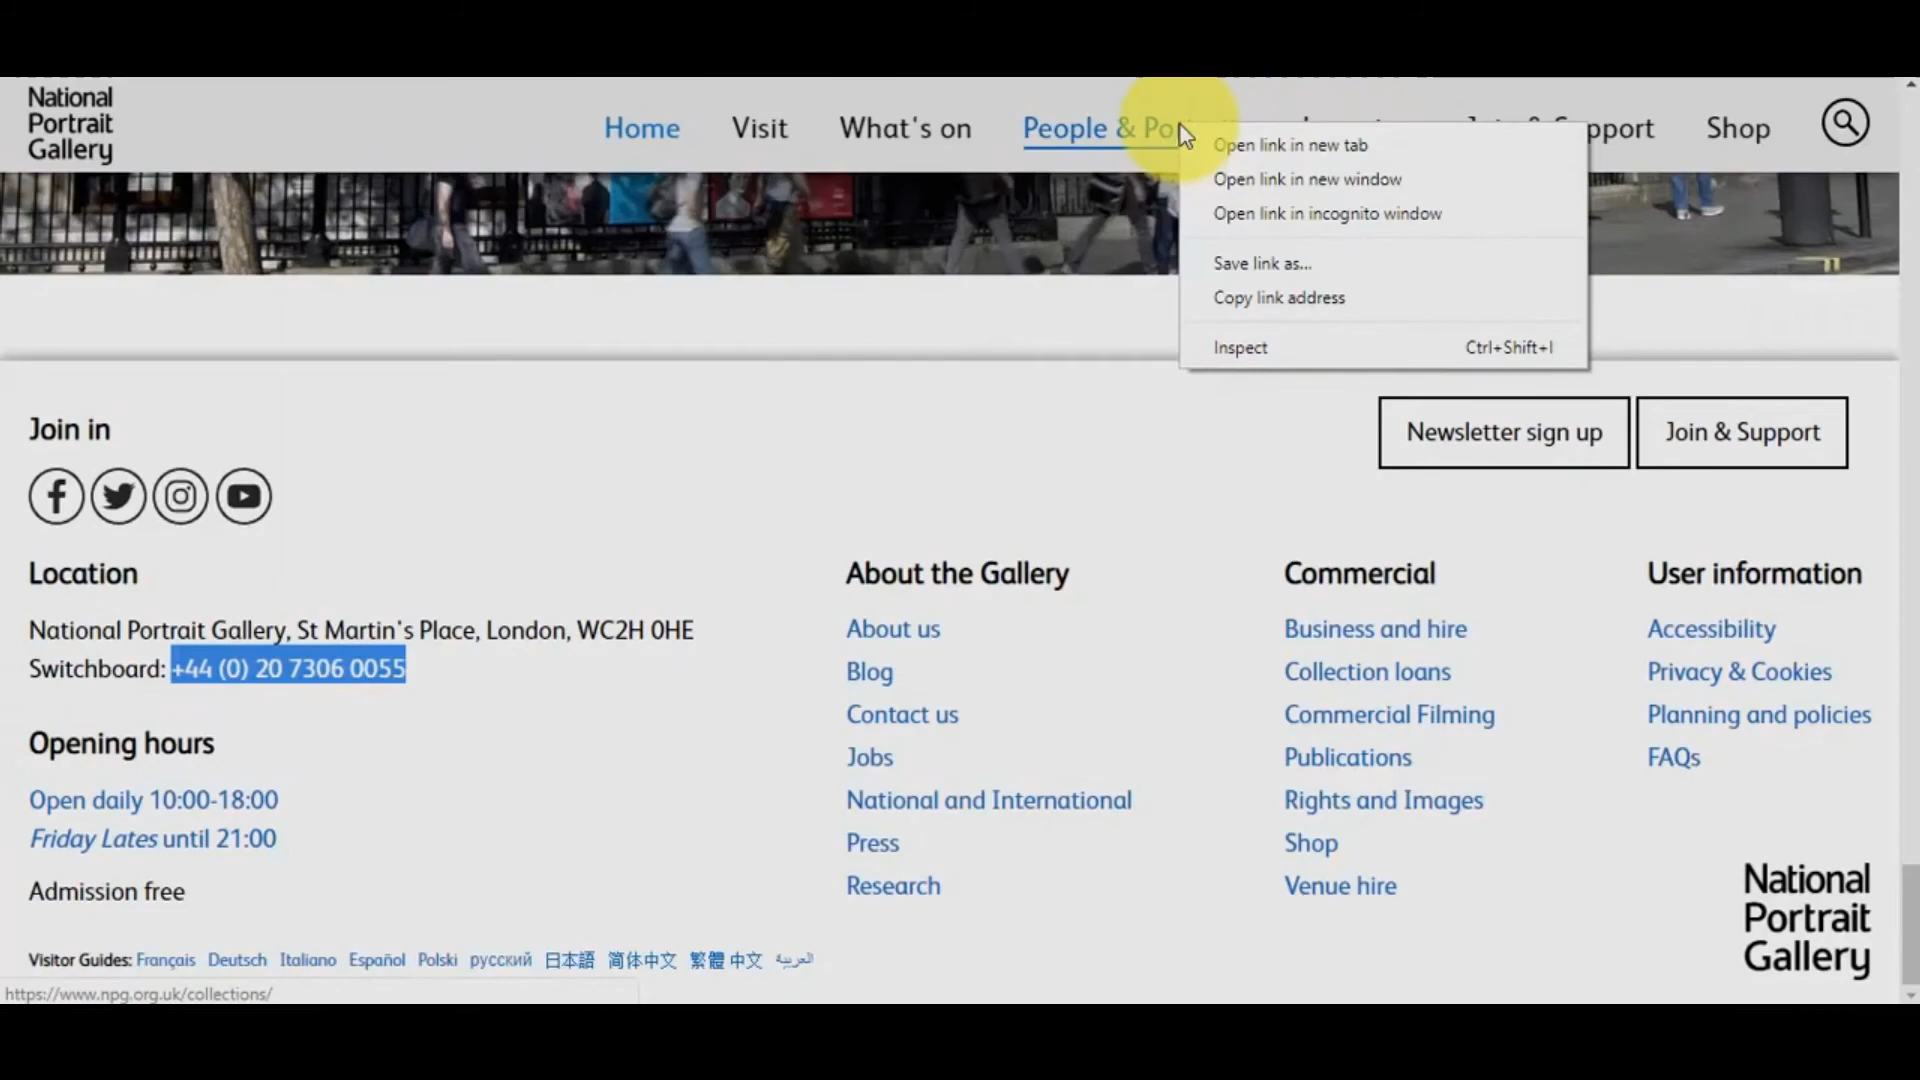 National
Portrait
Gallery
Home Visit What's on People & Po Support Shop
Open link in new tab
Open link in new window
Open link in incognito window
Save link as...
Copy link address
Inspect Ctrl+Shift+I
Join in
Newsletter sign up Join & Support
Location
National Portrait Gallery, St Martin's Place, London, WC2H 0HE
Switchboard: +44 (0) 20 7306 0055
Opening hours
Open daily 10:00-18:00
Friday Lates until 21:00
Admission free
About the Gallery
About us
Blog
Contact us
Jobs
National and International
Press
Research
Commercial
Business and hire
Collection loans
Commercial Filming
Publications
Rights and Images
Shop
Venue hire
User information
Accessibility
Privacy & Cookies
Planning and policies
FAQs
National
Portrait
Gallery
Visitor Guides: Français Deutsch Italiano Español Polski русский 日本語 简体中文 繁體中文 العربية
https://www.npg.org.uk/collections/